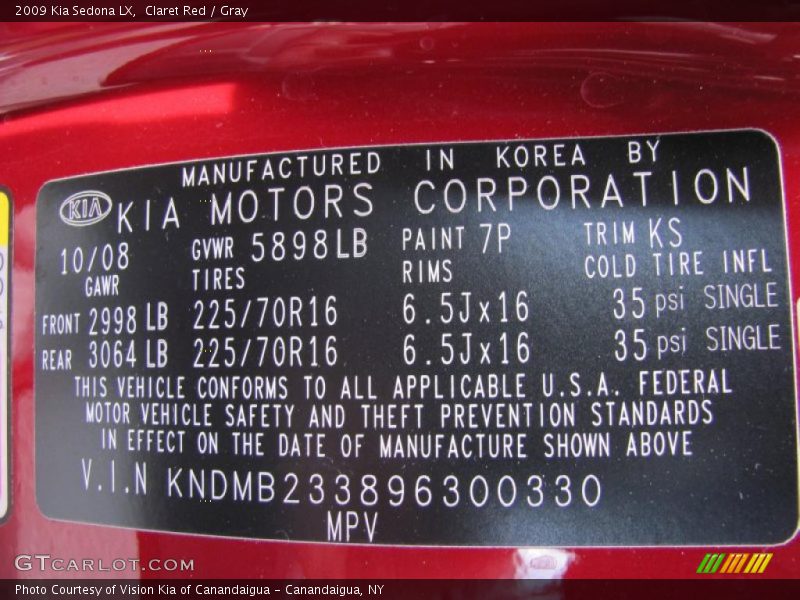 2009 Kia Sedona LX,  Claret Red / Gray
MANUFACTURED IN KOREA BY
KIA KIA MOTORS CORPORATION
10/08 GVWR 5898LB PAINT 7P TRIM KS
GAWR TIRES RIMS COLD TIRE INFL
FRONT 2998 LB 225/70R16 6.5Jx16 35 psi SINGLE
REAR 3064 LB 225/70R16 6.5Jx16 35 psi SINGLE
THIS VEHICLE CONFORMS TO ALL APPLICABLE U.S.A. FEDERAL
MOTOR VEHICLE SAFETY AND THEFT PREVENTION STANDARDS
IN EFFECT ON THE DATE OF MANUFACTURE SHOWN ABOVE
V.I.N KNDMB233896300330
MPV
GTCARLOT.COM
Photo Courtesy of Vision Kia of Canandaigua - Canandaigua, NY